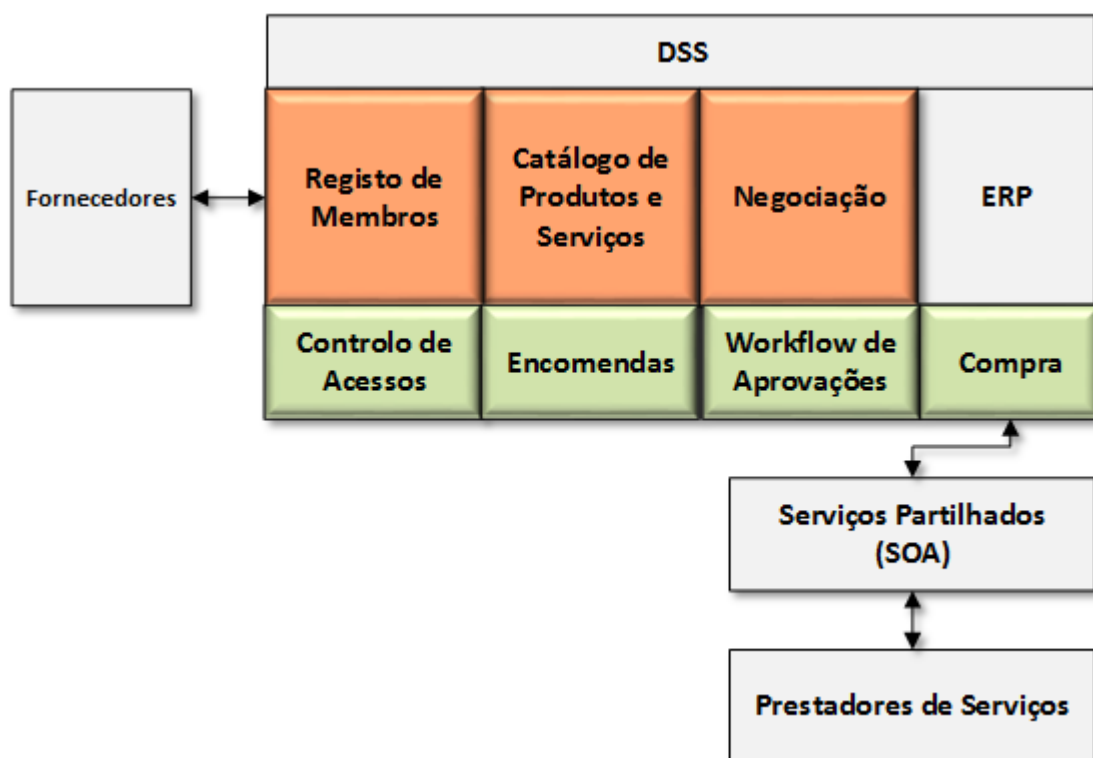 DSS
Fornecedores
Registo de
Membros
Catálogo de
Produtos e
Serviços
Negociação
ERP
Controlo de
Acessos
Encomendas
Workflow de
Aprovações
Compra
Serviços Partilhados
(SOA)
Prestadores de Serviços